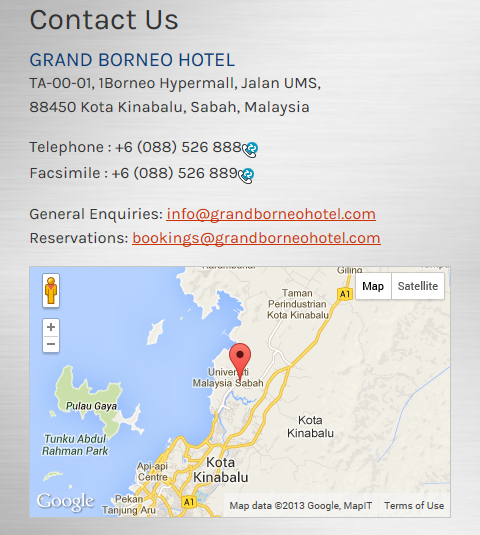 Contact Us
GRAND BORNEO HOTEL
TA-00-01, 1Borneo Hypermall, Jalan UMS,
88450 Kota Kinabalu, Sabah, Malaysia
Telephone : +6 (088) 526 888
Facsimile : +6 (088) 526 889
General Enquiries: info@grandborneohotel.com
Reservations: bookings@grandborneohotel.com
Giling
Map
Satellite
Taman
Perindustrian
Kota Kinabalu
A1
+
−
Universiti
Malaysia Sabah
Pulau Gaya
Kota
Kinabalu
Tunku Abdul
Rahman Park
Api-api
Centre
Kota
Kinabalu
Google
Pekan
Tanjung Aru
A1
Map data ©2013 Google, MapIT
Terms of Use